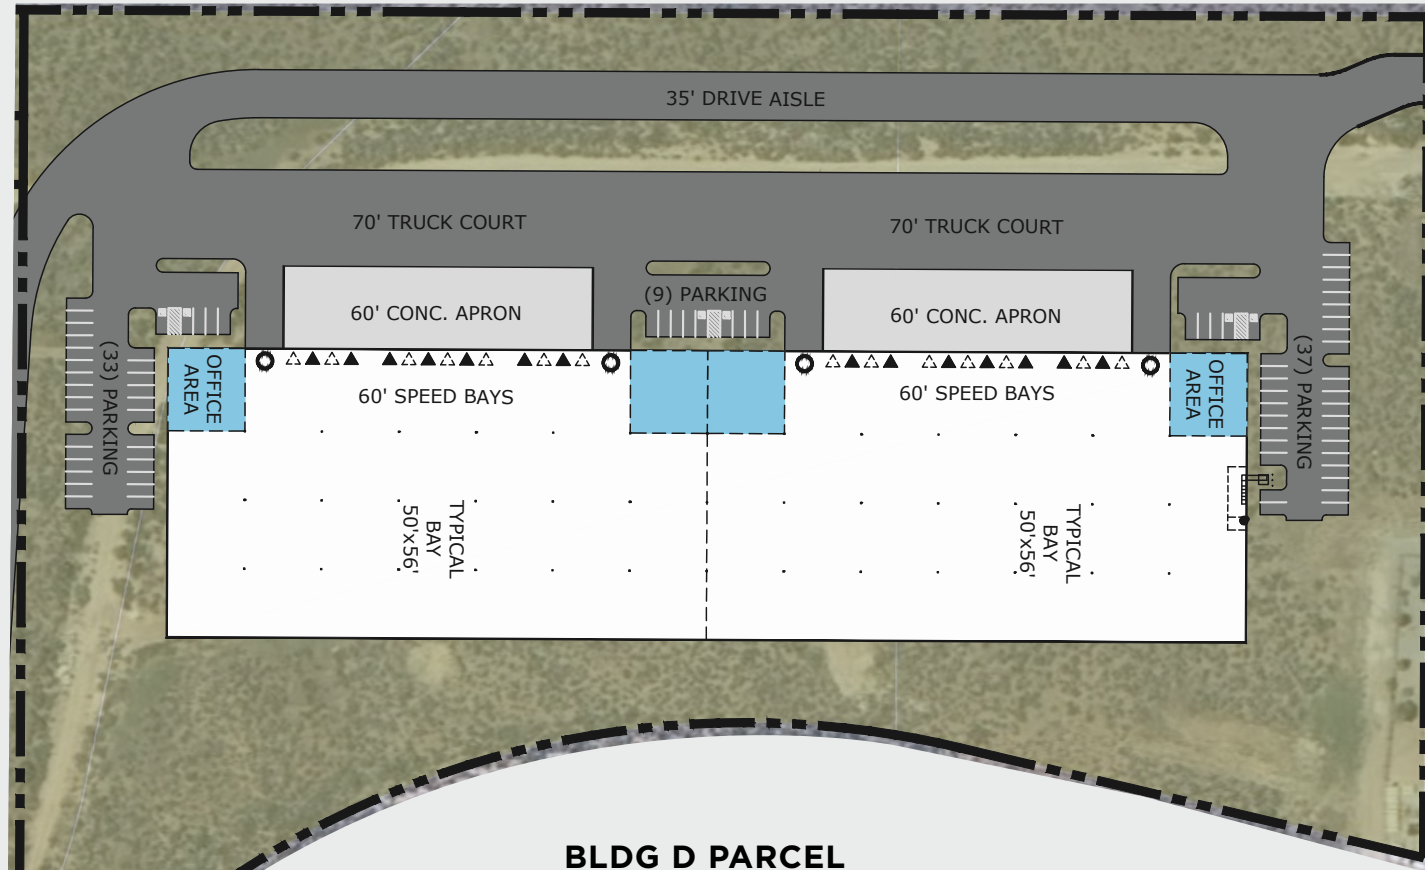 35' DRIVE AISLE
70' TRUCK COURT
70' TRUCK COURT
60' CONC. APRON
(9) PARKING
60' CONC. APRON
(33) PARKING
OFFICE
AREA
60' SPEED BAYS
60' SPEED BAYS
OFFICE
AREA
(37) PARKING
TYPICAL
BAY
50'x56'
TYPICAL
BAY
50'x56'
BLDG D PARCEL